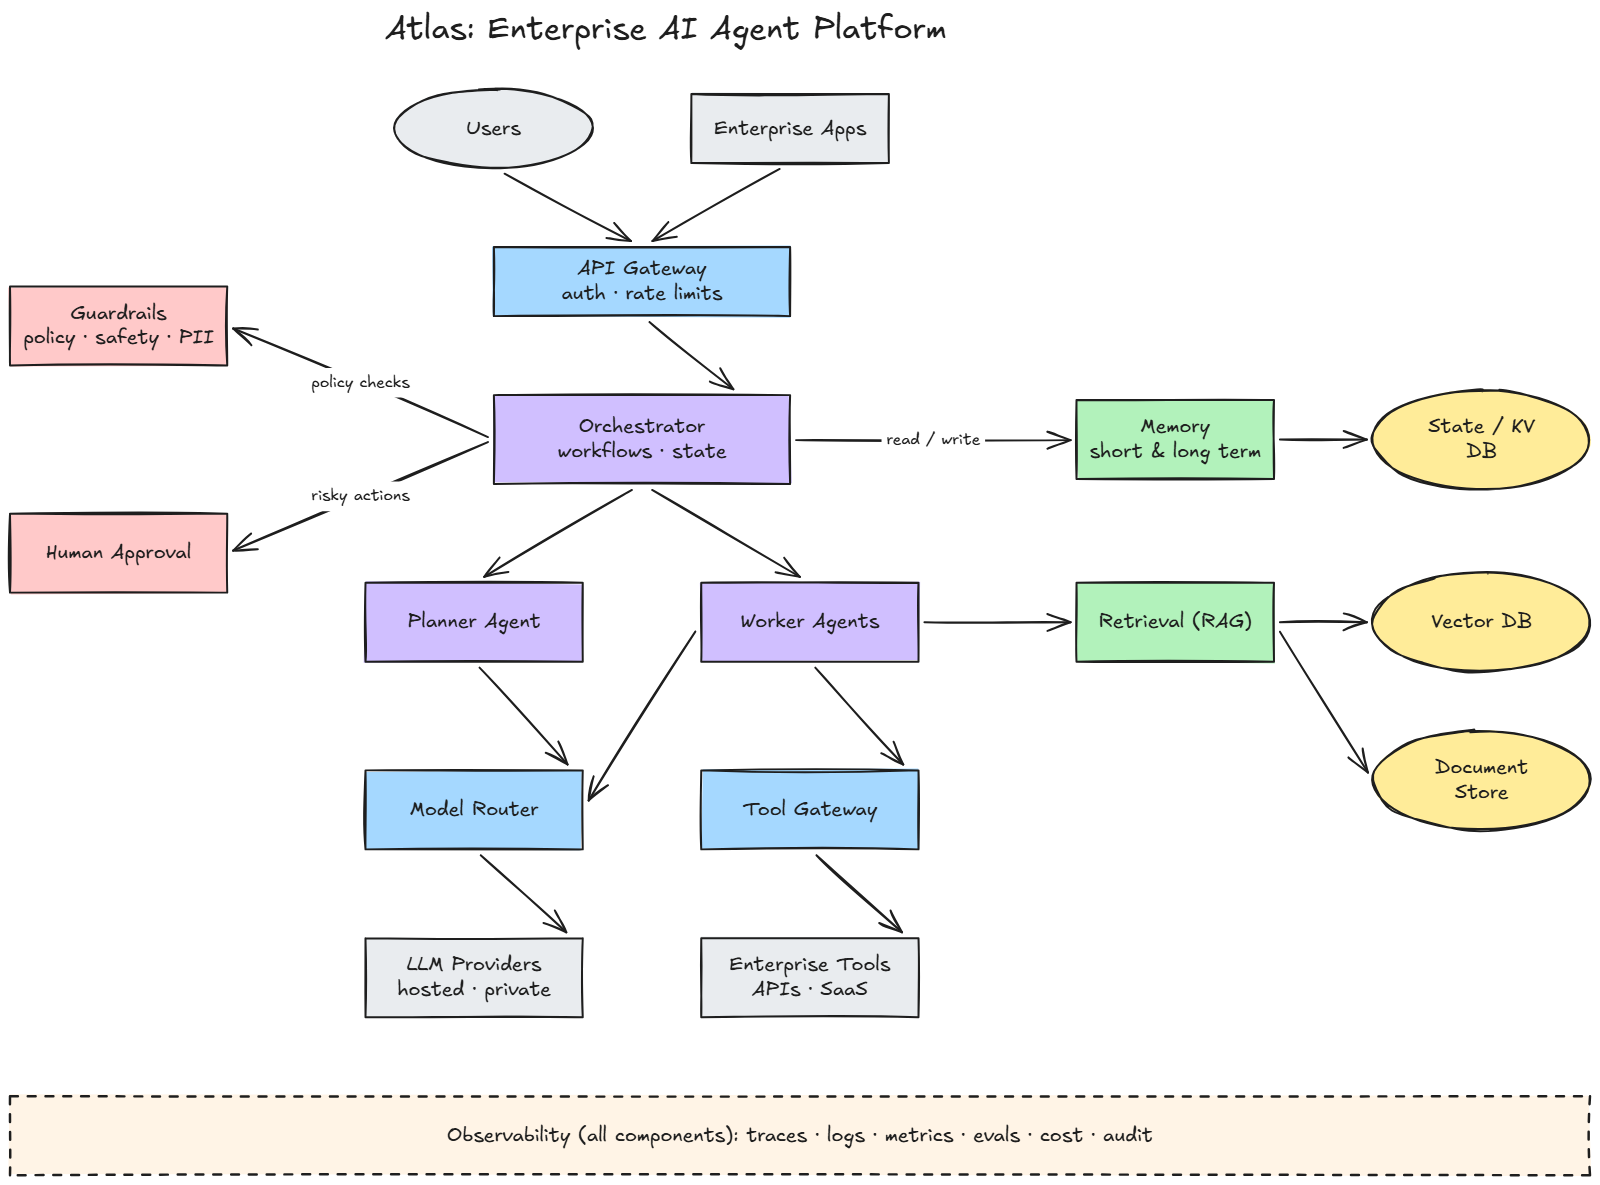 Atlas: Enterprise AI Agent Platform
Users
Enterprise Apps
API Gateway
auth · rate limits
Guardrails
policy · safety · PII
policy checks
Orchestrator
workflows · state
read / write
Memory
short & long term
State / KV
DB
risky actions
Human Approval
Planner Agent
Worker Agents
Retrieval (RAG)
Vector DB
Model Router
Tool Gateway
Document
Store
LLM Providers
hosted · private
Enterprise Tools
APIs · SaaS
Observability (all components): traces · logs · metrics · evals · cost · audit